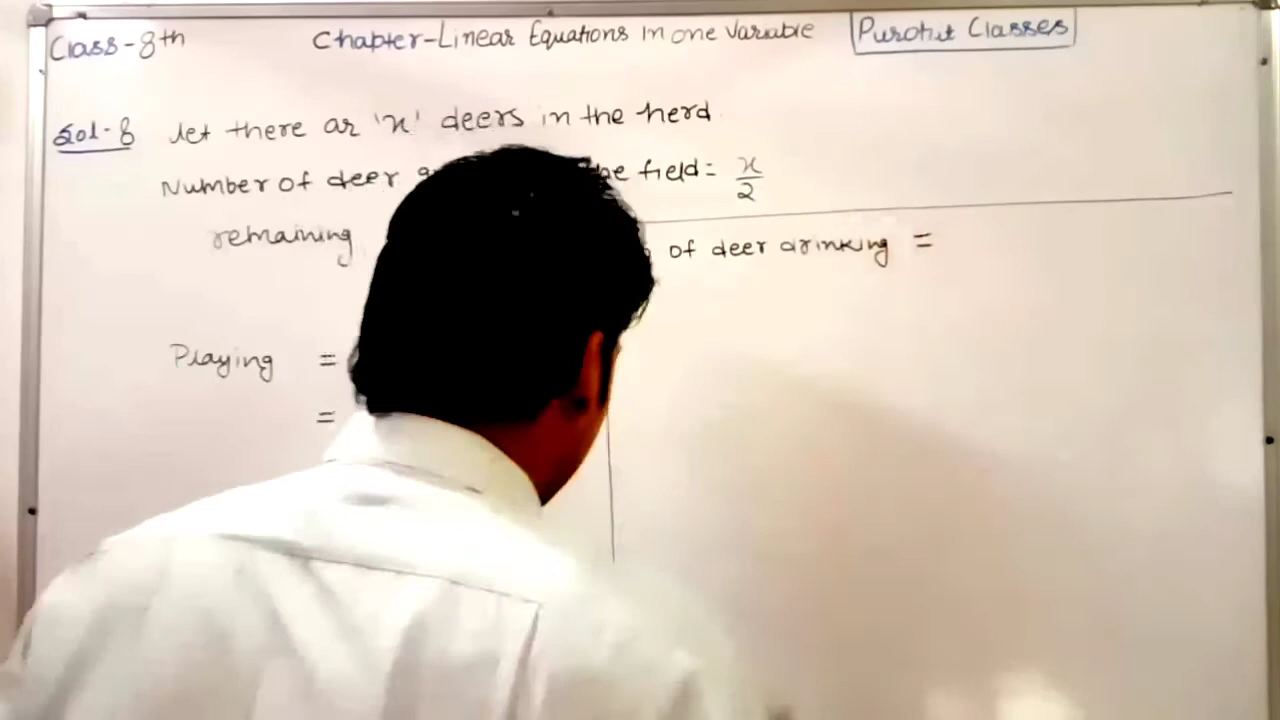 Class-8th Chapter-Linear Equations in one Variable Purohit Classes
Sol-8 let there ar 'x' deers in the herd
Number of deer field = x/2
remaining of deer drinking =
Playing =
=